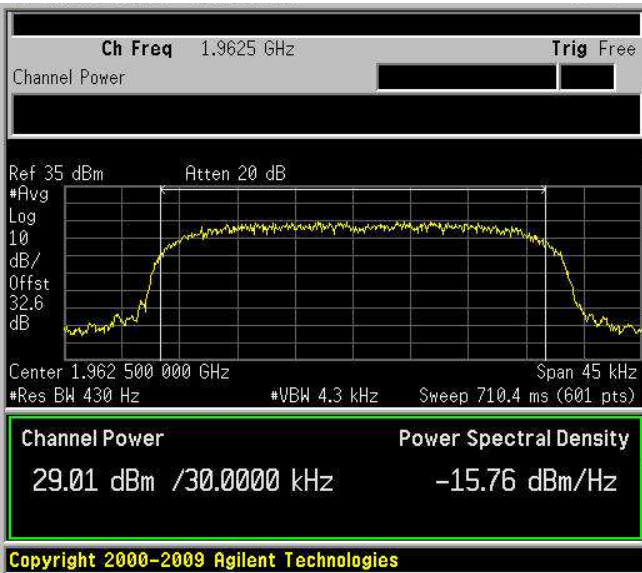 Ch Freq 1.9625 GHz Trig Free
Channel Power
Ref 35 dBm Atten 20 dB
#Avg
Log
10
dB/
Offst
32.6
dB
Center 1.962 500 000 GHz Span 45 kHz
#Res BW 430 Hz #VBW 4.3 kHz Sweep 710.4 ms (601 pts)
Channel Power Power Spectral Density
29.01 dBm /30.0000 kHz -15.76 dBm/Hz
Copyright 2000-2009 Agilent Technologies